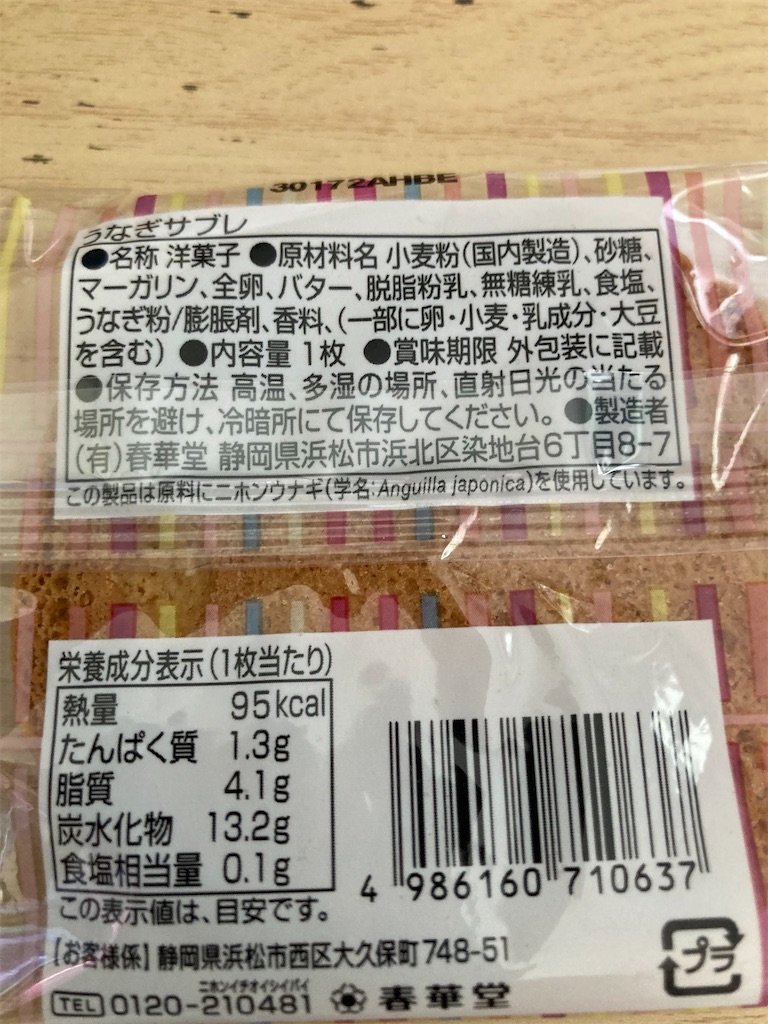 30172AHBE
うなぎサブレ
●名称 洋菓子 ●原材料名 小麦粉(国内製造)、砂糖、
マーガリン、全卵、バター、脱脂粉乳、無糖練乳、食塩、
うなぎ粉/膨脹剤、香料、(一部に卵・小麦・乳成分・大豆
を含む) ●内容量 1枚 ●賞味期限 外包装に記載
●保存方法 高温、多湿の場所、直射日光の当たる
場所を避け、冷暗所にて保存してください。 ●製造者
(有)春華堂 静岡県浜松市浜北区染地台6丁目8-7
この製品は原料にニホンウナギ(学名:Anguilla japonica)を使用しています。
栄養成分表示(1枚当たり)
熱量 95kcal
たんぱく質 1.3g
脂質 4.1g
炭水化物 13.2g
食塩相当量 0.1g
この表示値は、目安です。
4 986160 710637
【お客様係】静岡県浜松市西区大久保町748-51
ニホンイチオイシイパイ
TEL 0120-210481 春華堂
プラ